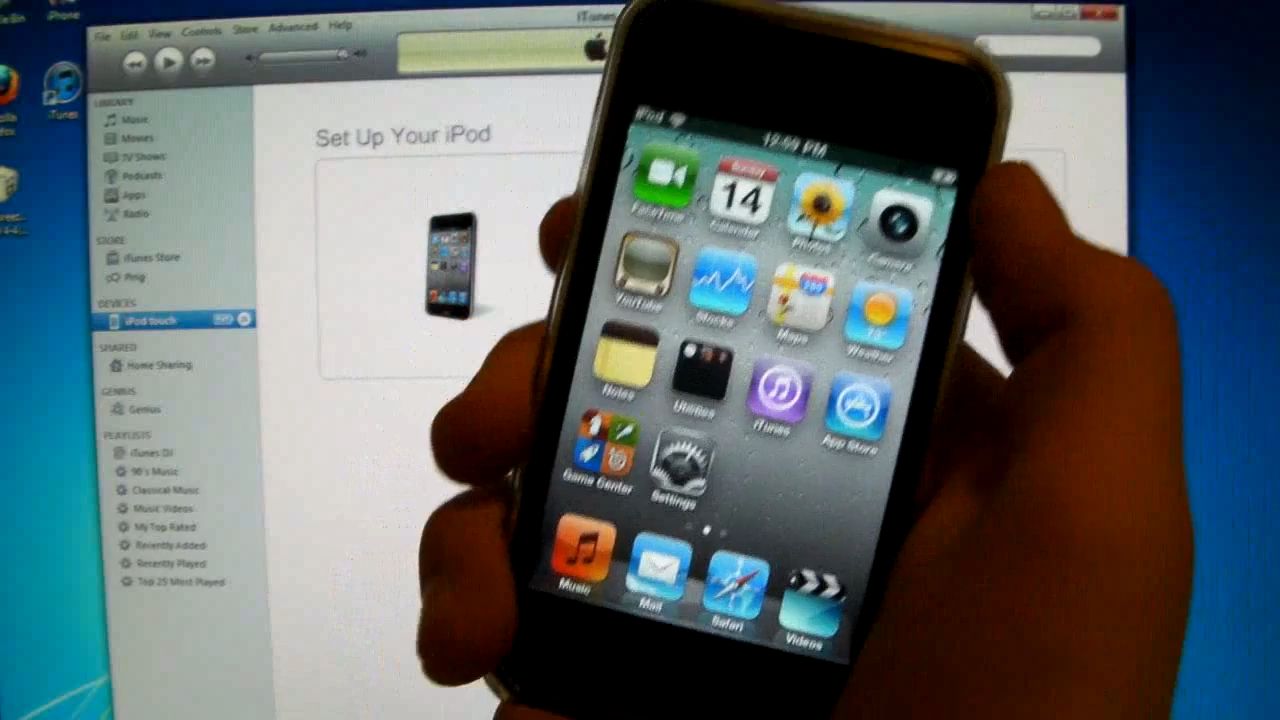 iPhone
iTunes
File Edit View Controls Store Advanced Help
iTunes
LIBRARY
Music
Movies
TV Shows
Podcasts
Apps
Radio
STORE
iTunes Store
Ping
DEVICES
iPod touch
SHARED
Home Sharing
GENIUS
Genius
PLAYLISTS
iTunes DJ
90's Music
Classical Music
Music Videos
My Top Rated
Recently Added
Recently Played
Top 25 Most Played
Set Up Your iPod
iPod 12:59 PM
14
FaceTime Calendar Photos Camera
YouTube Stocks Maps Weather
Notes Utilities iTunes App Store
Game Center Settings
Music Mail Safari Videos